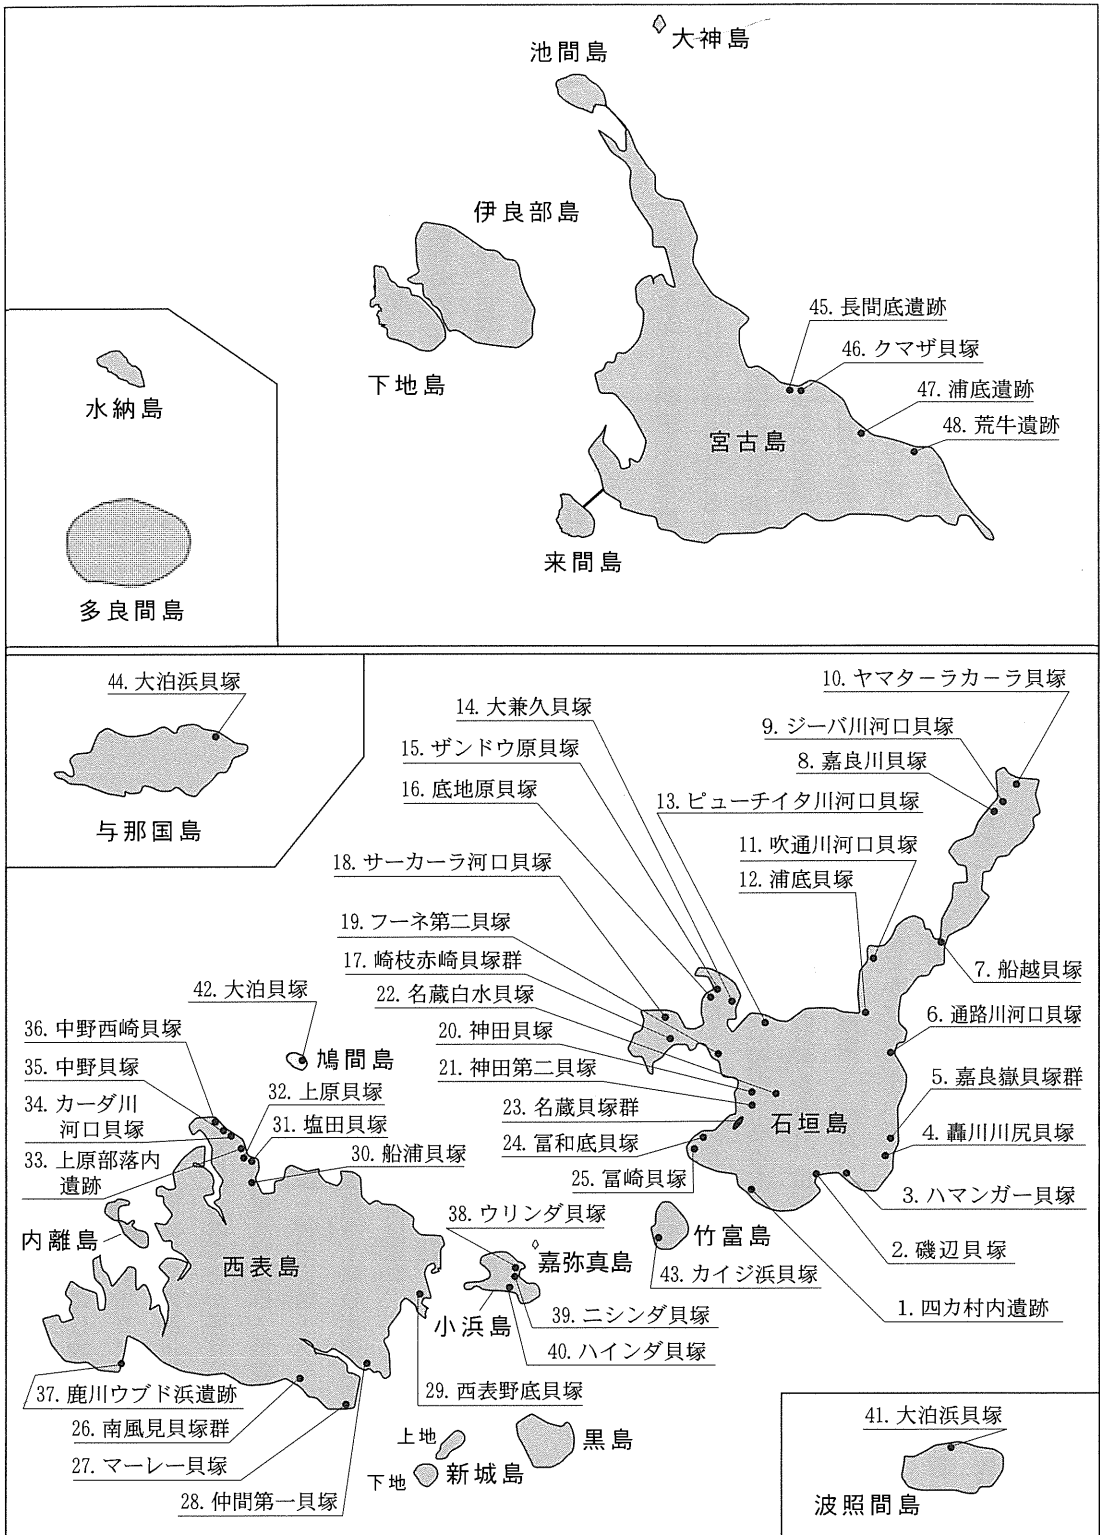 大神島
池間島
伊良部島
下地島
水納島
多良間島
宮古島
来間島
45. 長間底遺跡
46. クマザ貝塚
47. 浦底遺跡
48. 荒牛遺跡
44. 大泊浜貝塚
与那国島
10. ヤマターラカーラ貝塚
9. ジーバ川河口貝塚
8. 嘉良川貝塚
14. 大兼久貝塚
15. ザンドウ原貝塚
16. 底地原貝塚
13. ピューチイタ川河口貝塚
11. 吹通川河口貝塚
12. 浦底貝塚
18. サーカーラ河口貝塚
19. フーネ第二貝塚
17. 崎枝赤崎貝塚群
22. 名蔵白水貝塚
20. 神田貝塚
21. 神田第二貝塚
23. 名蔵貝塚群
24. 冨和底貝塚
25. 冨崎貝塚
石垣島
7. 船越貝塚
6. 通路川河口貝塚
5. 嘉良嶽貝塚群
4. 轟川川尻貝塚
3. ハマンガー貝塚
2. 磯辺貝塚
1. 四カ村内遺跡
42. 大泊貝塚
鳩間島
36. 中野西崎貝塚
35. 中野貝塚
34. カーダ川
河口貝塚
33. 上原部落内
遺跡
32. 上原貝塚
31. 塩田貝塚
30. 船浦貝塚
内離島
西表島
38. ウリンダ貝塚
嘉弥真島
小浜島
39. ニシンダ貝塚
40. ハインダ貝塚
竹富島
43. カイジ浜貝塚
29. 西表野底貝塚
37. 鹿川ウブド浜遺跡
26. 南風見貝塚群
27. マーレー貝塚
28. 仲間第一貝塚
上地
下地
新城島
黒島
41. 大泊浜貝塚
波照間島